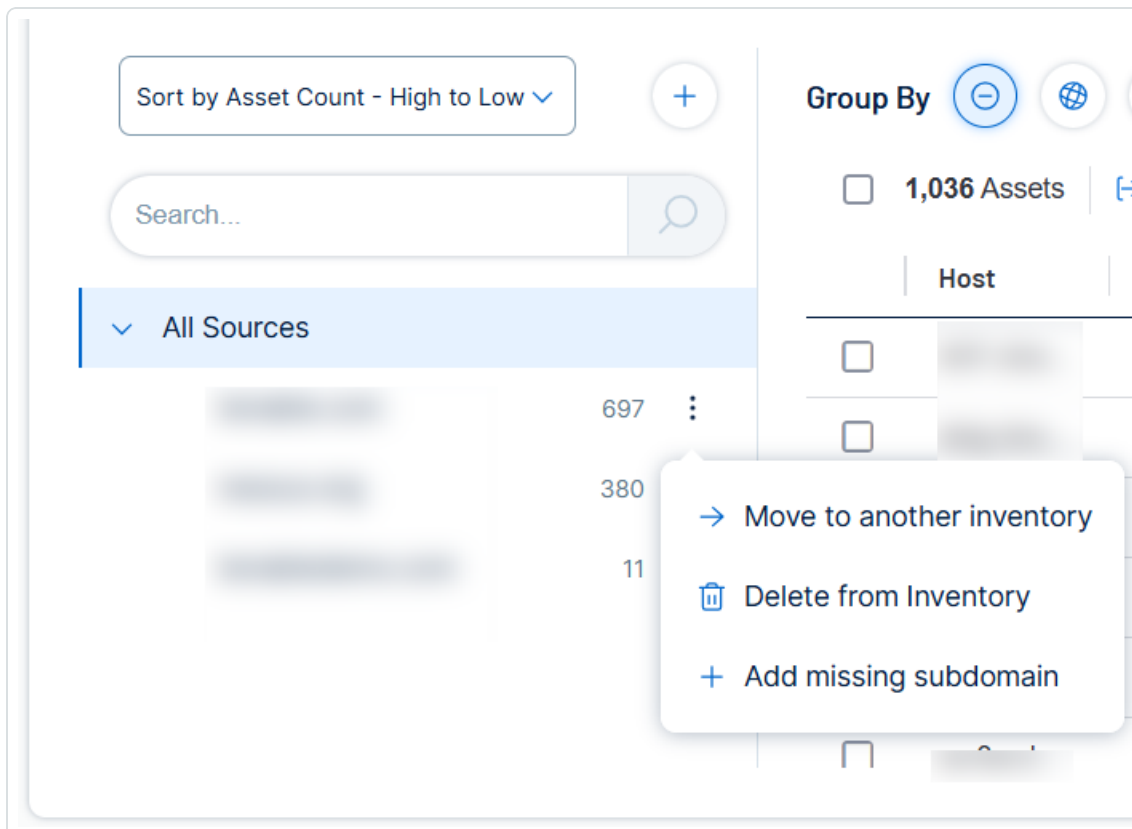 Sort by Asset Count - High to Low
Group By
1,036 Assets
Search...
Host
All Sources
697
380
11
Move to another inventory
Delete from Inventory
Add missing subdomain